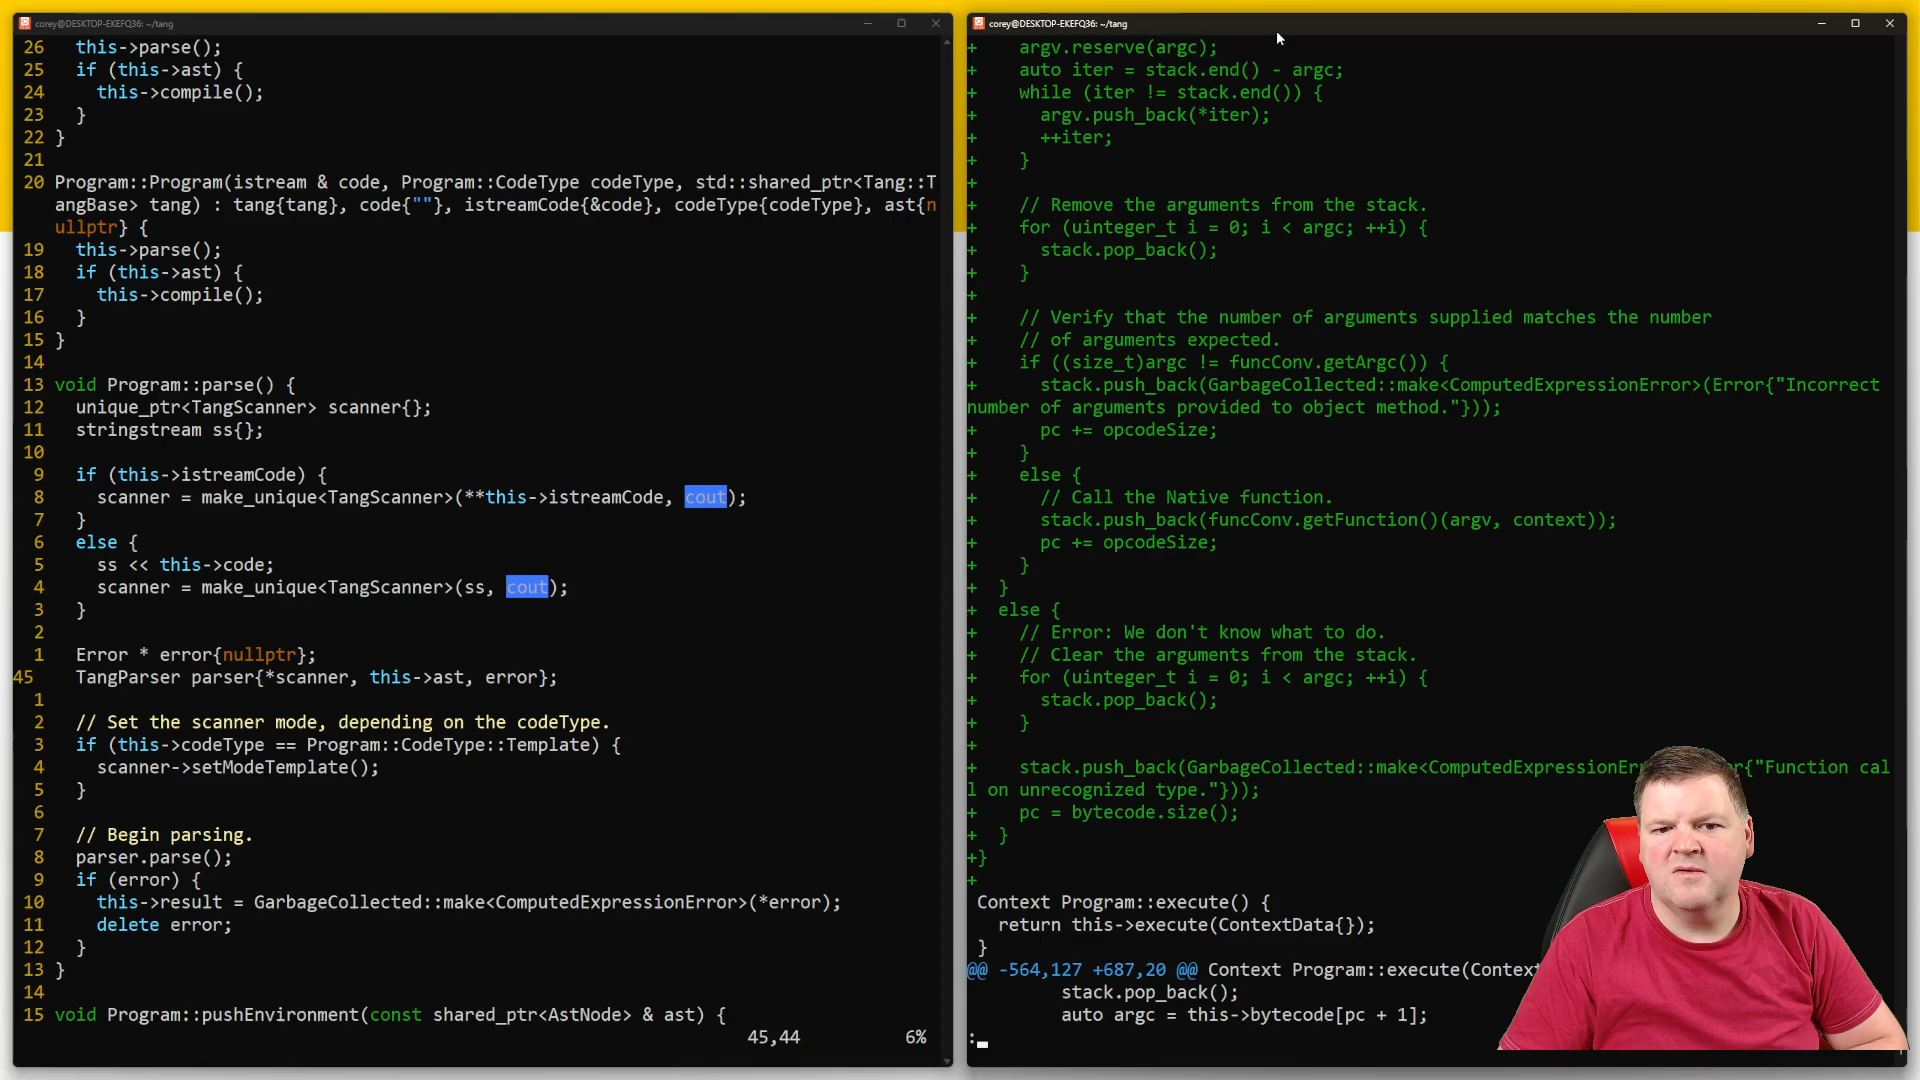 corey@DESKTOP-EKEFQ36: ~/tang
26 this->parse();
25 if (this->ast) {
24 this->compile();
23 }
22 }
21
20 Program::Program(istream & code, Program::CodeType codeType, std::shared_ptr<Tang::T
angBase> tang) : tang{tang}, code{""}, istreamCode{&code}, codeType{codeType}, ast{n
ullptr} {
19 this->parse();
18 if (this->ast) {
17 this->compile();
16 }
15 }
14
13 void Program::parse() {
12 unique_ptr<TangScanner> scanner{};
11 stringstream ss{};
10
9 if (this->istreamCode) {
8 scanner = make_unique<TangScanner>(**this->istreamCode, cout);
7 }
6 else {
5 ss << this->code;
4 scanner = make_unique<TangScanner>(ss, cout);
3 }
2
1 Error * error{nullptr};
45 TangParser parser{*scanner, this->ast, error};
1
2 // Set the scanner mode, depending on the codeType.
3 if (this->codeType == Program::CodeType::Template) {
4 scanner->setModeTemplate();
5 }
6
7 // Begin parsing.
8 parser.parse();
9 if (error) {
10 this->result = GarbageCollected::make<ComputedExpressionError>(*error);
11 delete error;
12 }
13 }
14
15 void Program::pushEnvironment(const shared_ptr<AstNode> & ast) {
45,44 6%
corey@DESKTOP-EKEFQ36: ~/tang
+ argv.reserve(argc);
+ auto iter = stack.end() - argc;
+ while (iter != stack.end()) {
+ argv.push_back(*iter);
+ ++iter;
+ }
+
+ // Remove the arguments from the stack.
+ for (uinteger_t i = 0; i < argc; ++i) {
+ stack.pop_back();
+ }
+
+ // Verify that the number of arguments supplied matches the number
+ // of arguments expected.
+ if ((size_t)argc != funcConv.getArgc()) {
+ stack.push_back(GarbageCollected::make<ComputedExpressionError>(Error{"Incorrect
number of arguments provided to object method."}));
+ pc += opcodeSize;
+ }
+ else {
+ // Call the Native function.
+ stack.push_back(funcConv.getFunction()(argv, context));
+ pc += opcodeSize;
+ }
+ }
+ else {
+ // Error: We don't know what to do.
+ // Clear the arguments from the stack.
+ for (uinteger_t i = 0; i < argc; ++i) {
+ stack.pop_back();
+ }
+
+ stack.push_back(GarbageCollected::make<ComputedExpressionEr r{"Function cal
l on unrecognized type."}));
+ pc = bytecode.size();
+ }
+}
+
Context Program::execute() {
return this->execute(ContextData{});
}
@@ -564,127 +687,20 @@ Context Program::execute(Context
stack.pop_back();
auto argc = this->bytecode[pc + 1];
: